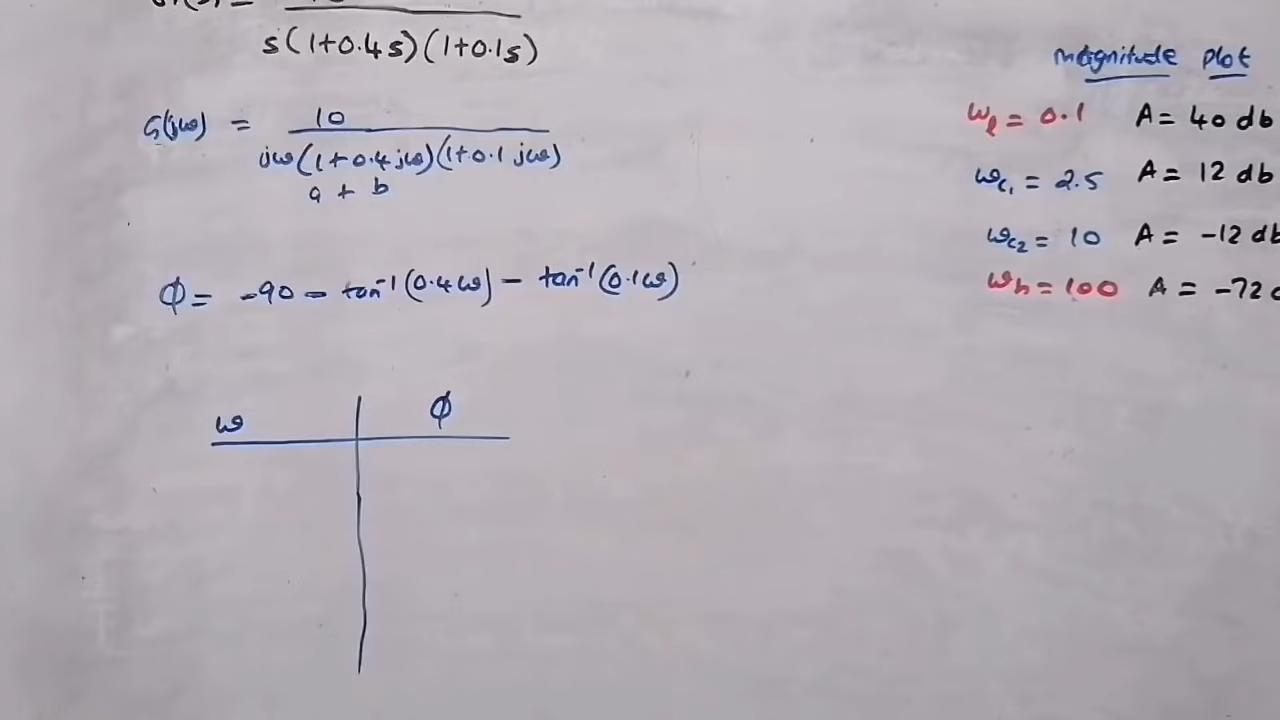 s(1+0.4s)(1+0.1s)
G(jω) = 10
jω(1+0.4jω)(1+0.1jω)
a + b
ϕ = -90 - tan⁻¹(0.4ω) - tan⁻¹(0.1ω)
ω ϕ
magnitude plot
ωl = 0.1 A = 40 db
ωc1 = 2.5 A = 12 db
ωc2 = 10 A = -12 db
ωh = 100 A = -72